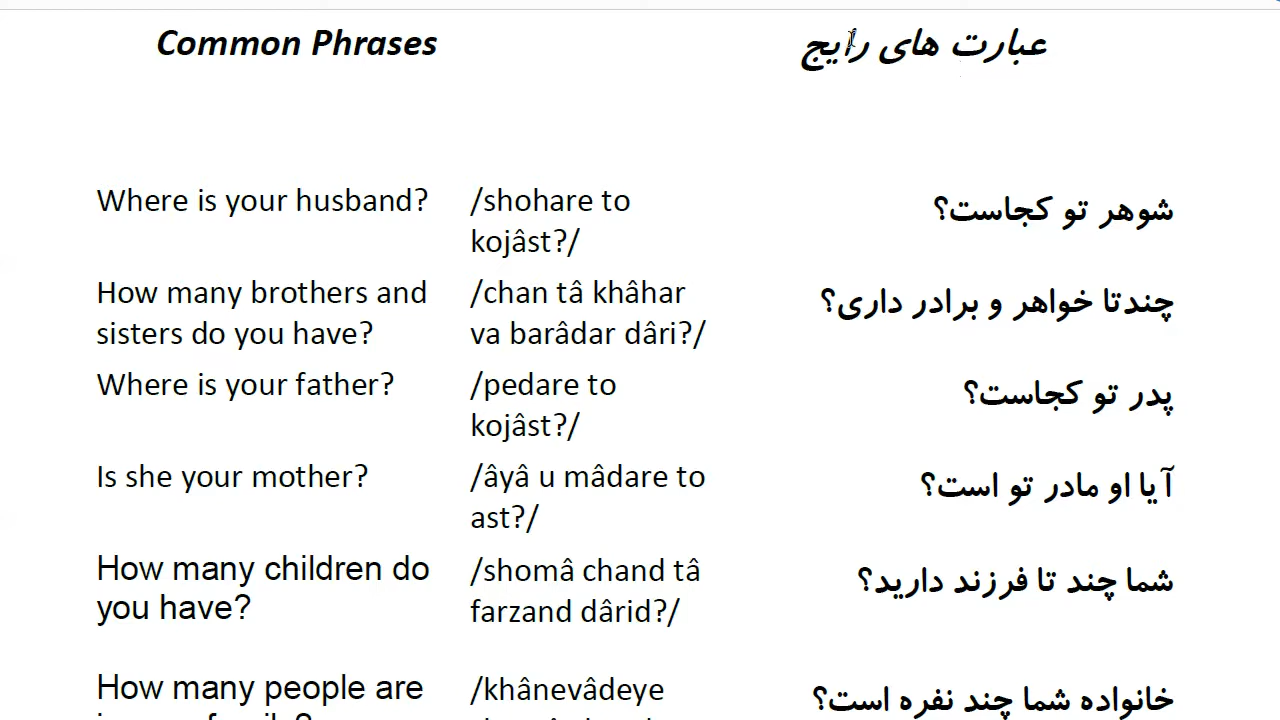 Common Phrases عبارت های رایج
Where is your husband? /shohare to شوهر تو کجاست؟
kojâst?/
How many brothers and /chan tâ khâhar چندتا خواهر و برادر داری؟
sisters do you have? va barâdar dâri?/
Where is your father? /pedare to پدر تو کجاست؟
kojâst?/
Is she your mother? /âyâ u mâdare to آیا او مادر تو است؟
ast?/
How many children do /shomâ chand tâ شما چند تا فرزند دارید؟
you have? farzand dârid?/
How many people are /khânevâdeye خانواده شما چند نفره است؟